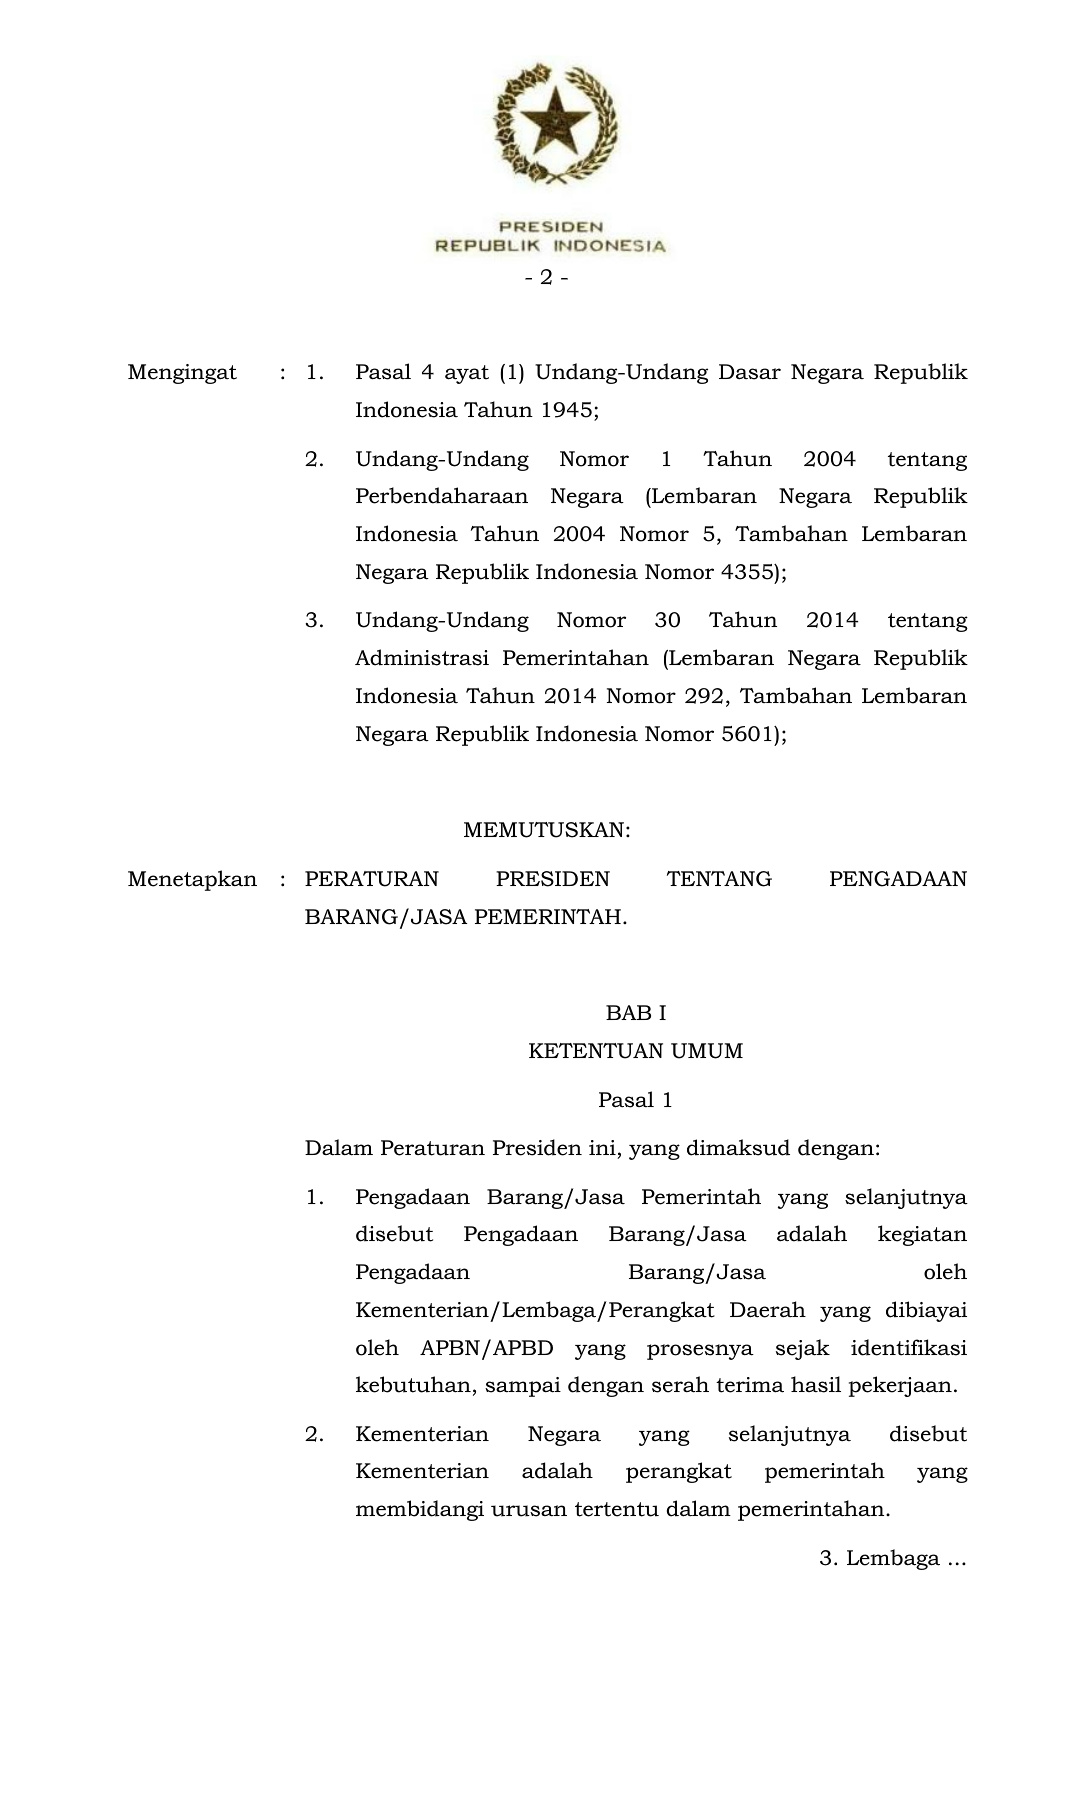 PRESIDEN
REPUBLIK INDONESIA
- 2 -
Mengingat : 1. Pasal 4 ayat (1) Undang-Undang Dasar Negara Republik
Indonesia Tahun 1945;
2. Undang-Undang Nomor 1 Tahun 2004 tentang
Perbendaharaan Negara (Lembaran Negara Republik
Indonesia Tahun 2004 Nomor 5, Tambahan Lembaran
Negara Republik Indonesia Nomor 4355);
3. Undang-Undang Nomor 30 Tahun 2014 tentang
Administrasi Pemerintahan (Lembaran Negara Republik
Indonesia Tahun 2014 Nomor 292, Tambahan Lembaran
Negara Republik Indonesia Nomor 5601);
MEMUTUSKAN:
Menetapkan : PERATURAN PRESIDEN TENTANG PENGADAAN
BARANG/JASA PEMERINTAH.
BAB I
KETENTUAN UMUM
Pasal 1
Dalam Peraturan Presiden ini, yang dimaksud dengan:
1. Pengadaan Barang/Jasa Pemerintah yang selanjutnya
disebut Pengadaan Barang/Jasa adalah kegiatan
Pengadaan Barang/Jasa oleh
Kementerian/Lembaga/Perangkat Daerah yang dibiayai
oleh APBN/APBD yang prosesnya sejak identifikasi
kebutuhan, sampai dengan serah terima hasil pekerjaan.
2. Kementerian Negara yang selanjutnya disebut
Kementerian adalah perangkat pemerintah yang
membidangi urusan tertentu dalam pemerintahan.
3. Lembaga ...